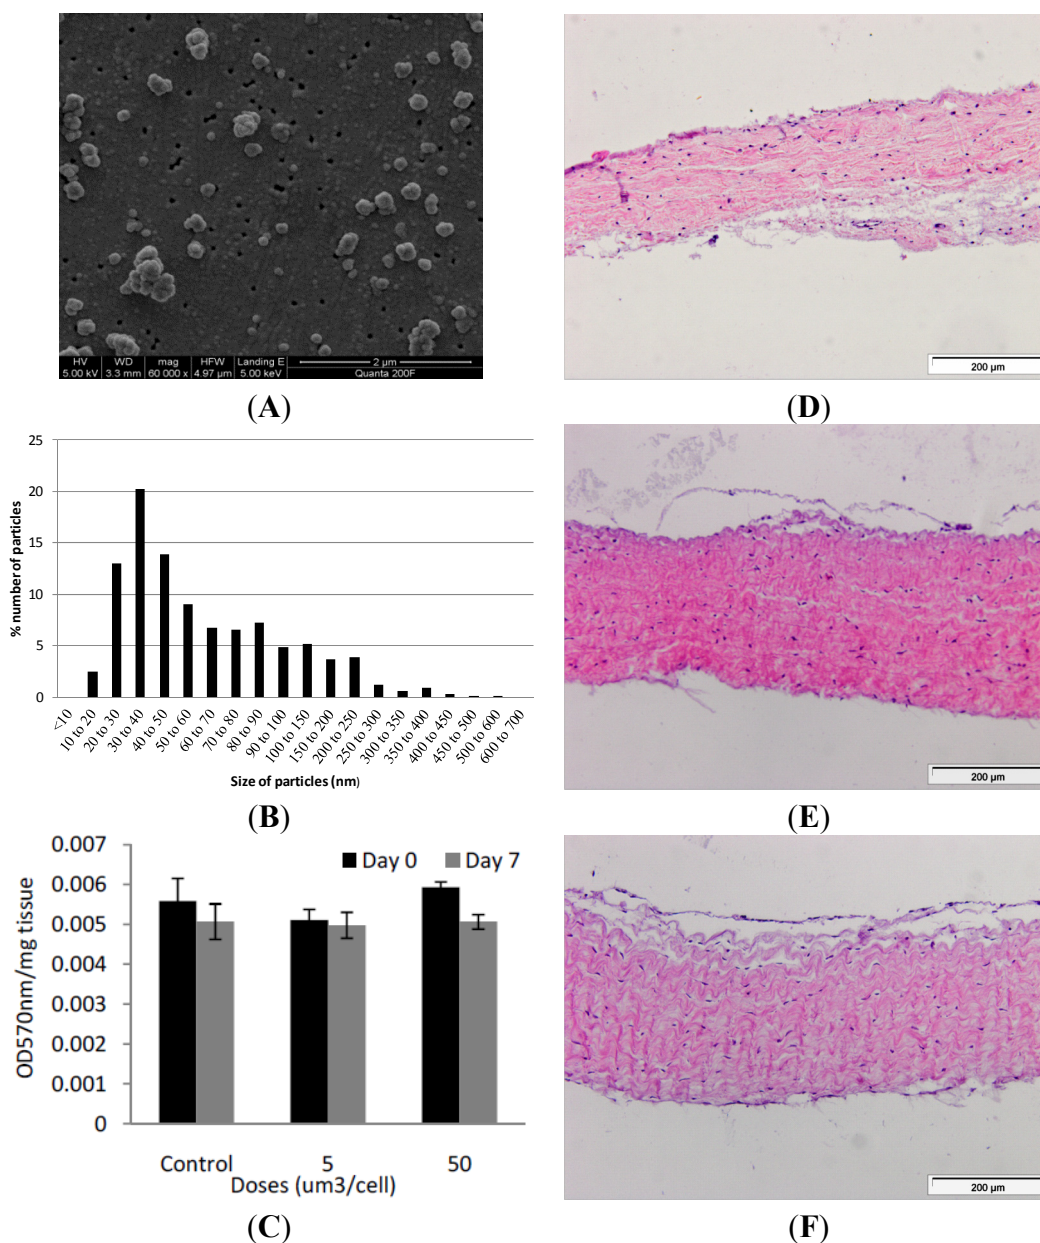 HV WD mag HFW Landing E 2 µm
5.00 kV 3.3 mm 60 000 x 4.97 µm 5.00 keV Quanta 200F
(A)
25
20
15
10
5
0
% number of particles
<10
10 to 20
20 to 30
30 to 40
40 to 50
50 to 60
60 to 70
70 to 80
80 to 90
90 to 100
100 to 150
150 to 200
200 to 250
250 to 300
300 to 350
350 to 400
400 to 450
450 to 500
500 to 600
600 to 700
Size of particles (nm)
(B)
0.007
0.006
0.005
0.004
0.003
0.002
0.001
0
OD570nm/mg tissue
Day 0 Day 7
Control 5 50
Doses (um3/cell)
(C)
200 µm
(D)
200 µm
(E)
200 µm
(F)